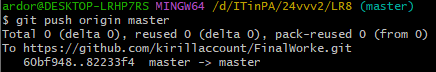 ardor@DESKTOP-LRHP7RS MINGW64 /d/ITinPA/24vvv2/LR8 (master)
$ git push origin master
Total 0 (delta 0), reused 0 (delta 0), pack-reused 0 (from 0)
To https://github.com/kirillaccount/FinalWorke.git
   60bf948..82233f4  master -> master